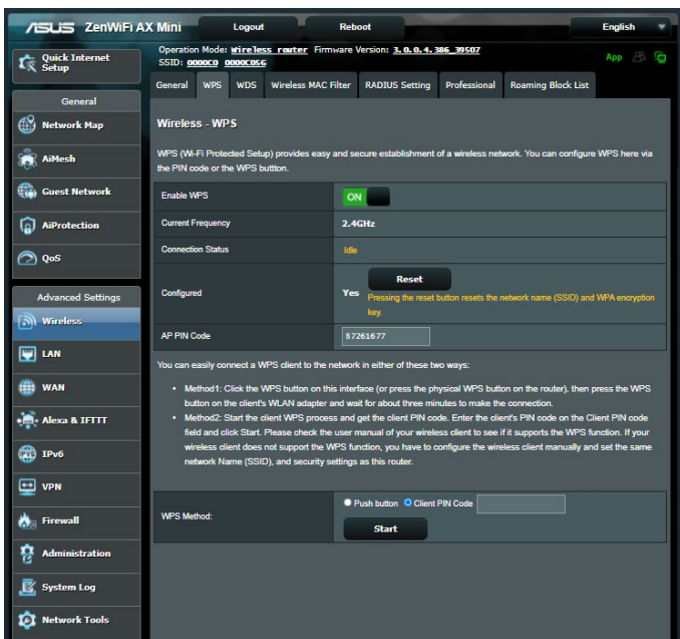 ASUS ZenWiFi AX Mini
Logout
Reboot
English
Quick Internet
Setup
Operation Mode: Wireless router Firmware Version: 3.0.0.4.386_39507
SSID: 0000CD 0000CD5G
App
General
WPS
WDS
Wireless MAC Filter
RADIUS Setting
Professional
Roaming Block List
General
Network Map
AiMesh
Guest Network
AiProtection
QoS
Advanced Settings
Wireless
LAN
WAN
Alexa & IFTTT
IPv6
VPN
Firewall
Administration
System Log
Network Tools
Wireless - WPS
WPS (Wi-Fi Protected Setup) provides easy and secure establishment of a wireless network. You can configure WPS here via
the PIN code or the WPS buttton.
Enable WPS
ON
Current Frequency
2.4GHz
Connection Status
Idle
Configured
Yes
Reset
Pressing the reset button resets the network name (SSID) and WPA encryption
key.
AP PIN Code
87261677
You can easily connect a WPS client to the network in either of these two ways:
• Method1: Click the WPS button on this interface (or press the physical WPS button on the router), then press the WPS
button on the client's WLAN adapter and wait for about three minutes to make the connection.
• Method2: Start the client WPS process and get the client PIN code. Enter the client's PIN code on the Client PIN code
field and click Start. Please check the user manual of your wireless client to see if it supports the WPS function. If your
wireless client does not support the WPS function, you have to configure the wireless client manually and set the same
network Name (SSID), and security settings as this router.
WPS Method:
Push button
Client PIN Code
Start